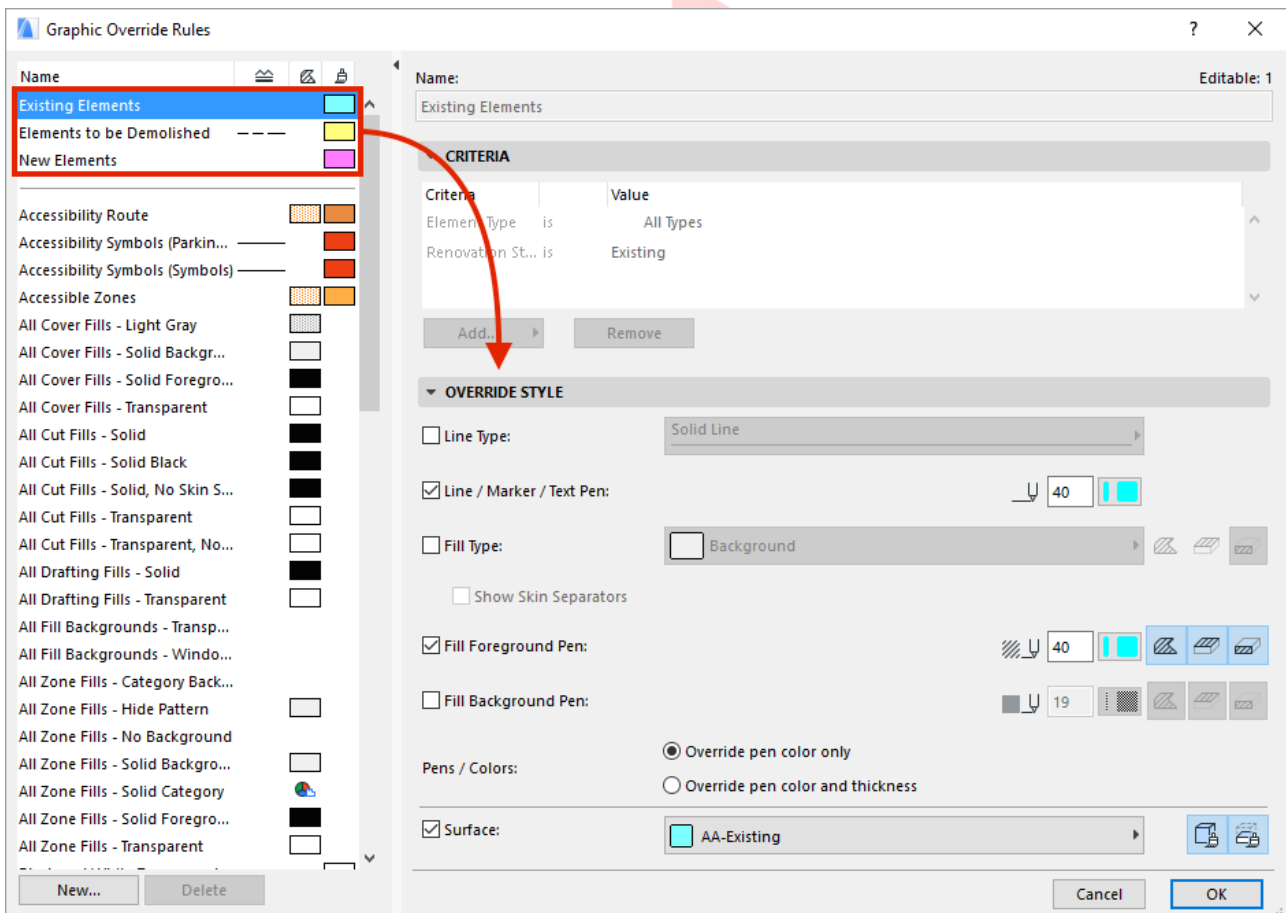 Graphic Override Rules
?
Name
Existing Elements
Elements to be Demolished
New Elements
Accessibility Route
Accessibility Symbols (Parkin...
Accessibility Symbols (Symbols)
Accessible Zones
All Cover Fills - Light Gray
All Cover Fills - Solid Backgr...
All Cover Fills - Solid Foregro...
All Cover Fills - Transparent
All Cut Fills - Solid
All Cut Fills - Solid Black
All Cut Fills - Solid, No Skin S...
All Cut Fills - Transparent
All Cut Fills - Transparent, No...
All Drafting Fills - Solid
All Drafting Fills - Transparent
All Fill Backgrounds - Transp...
All Fill Backgrounds - Windo...
All Zone Fills - Category Back...
All Zone Fills - Hide Pattern
All Zone Fills - No Background
All Zone Fills - Solid Backgro...
All Zone Fills - Solid Category
All Zone Fills - Solid Foregro...
All Zone Fills - Transparent
New...
Delete
Name:
Editable: 1
Existing Elements
CRITERIA
Criteria Value
Element Type is All Types
Renovation St... is Existing
Add...
Remove
OVERRIDE STYLE
Line Type:
Solid Line
Line / Marker / Text Pen:
40
Fill Type:
Background
Show Skin Separators
Fill Foreground Pen:
40
Fill Background Pen:
19
Pens / Colors:
Override pen color only
Override pen color and thickness
Surface:
AA-Existing
Cancel
OK